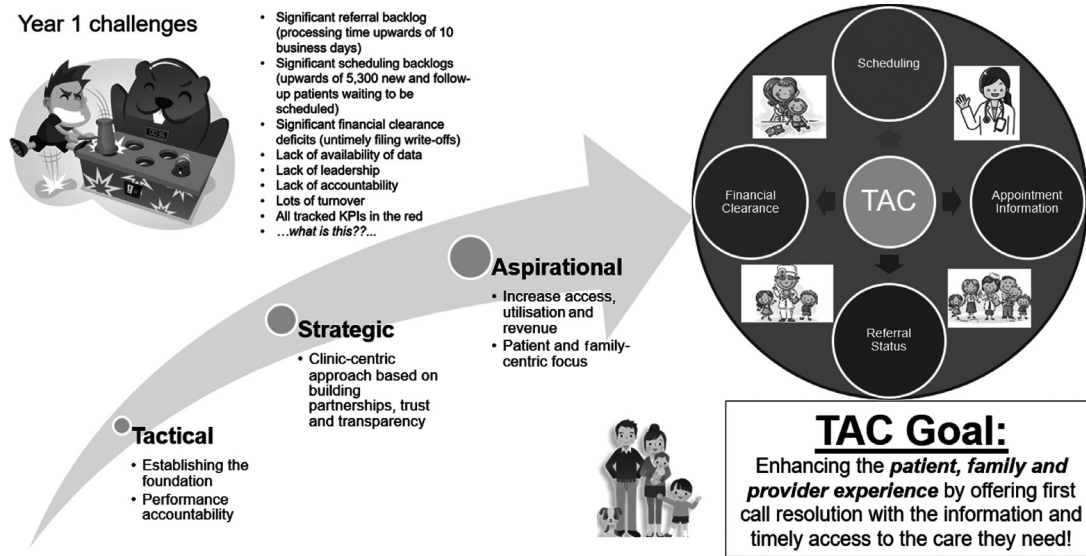 Year 1 challenges
• Significant referral backlog
(processing time upwards of 10
business days)
• Significant scheduling backlogs
(upwards of 5,300 new and follow-
up patients waiting to be
scheduled)
• Significant financial clearance
deficits (untimely filing write-offs)
• Lack of availability of data
• Lack of leadership
• Lack of accountability
• Lots of turnover
• All tracked KPIs in the red
• ...what is this??...
Tactical
• Establishing the
foundation
• Performance
accountability
Strategic
• Clinic-centric
approach based on
building
partnerships, trust
and transparency
Aspirational
• Increase access,
utilisation and
revenue
• Patient and family-
centric focus
Scheduling
Financial
Clearance
TAC
Appointment
Information
Referral
Status
TAC Goal:
Enhancing the patient, family and
provider experience by offering first
call resolution with the information and
timely access to the care they need!